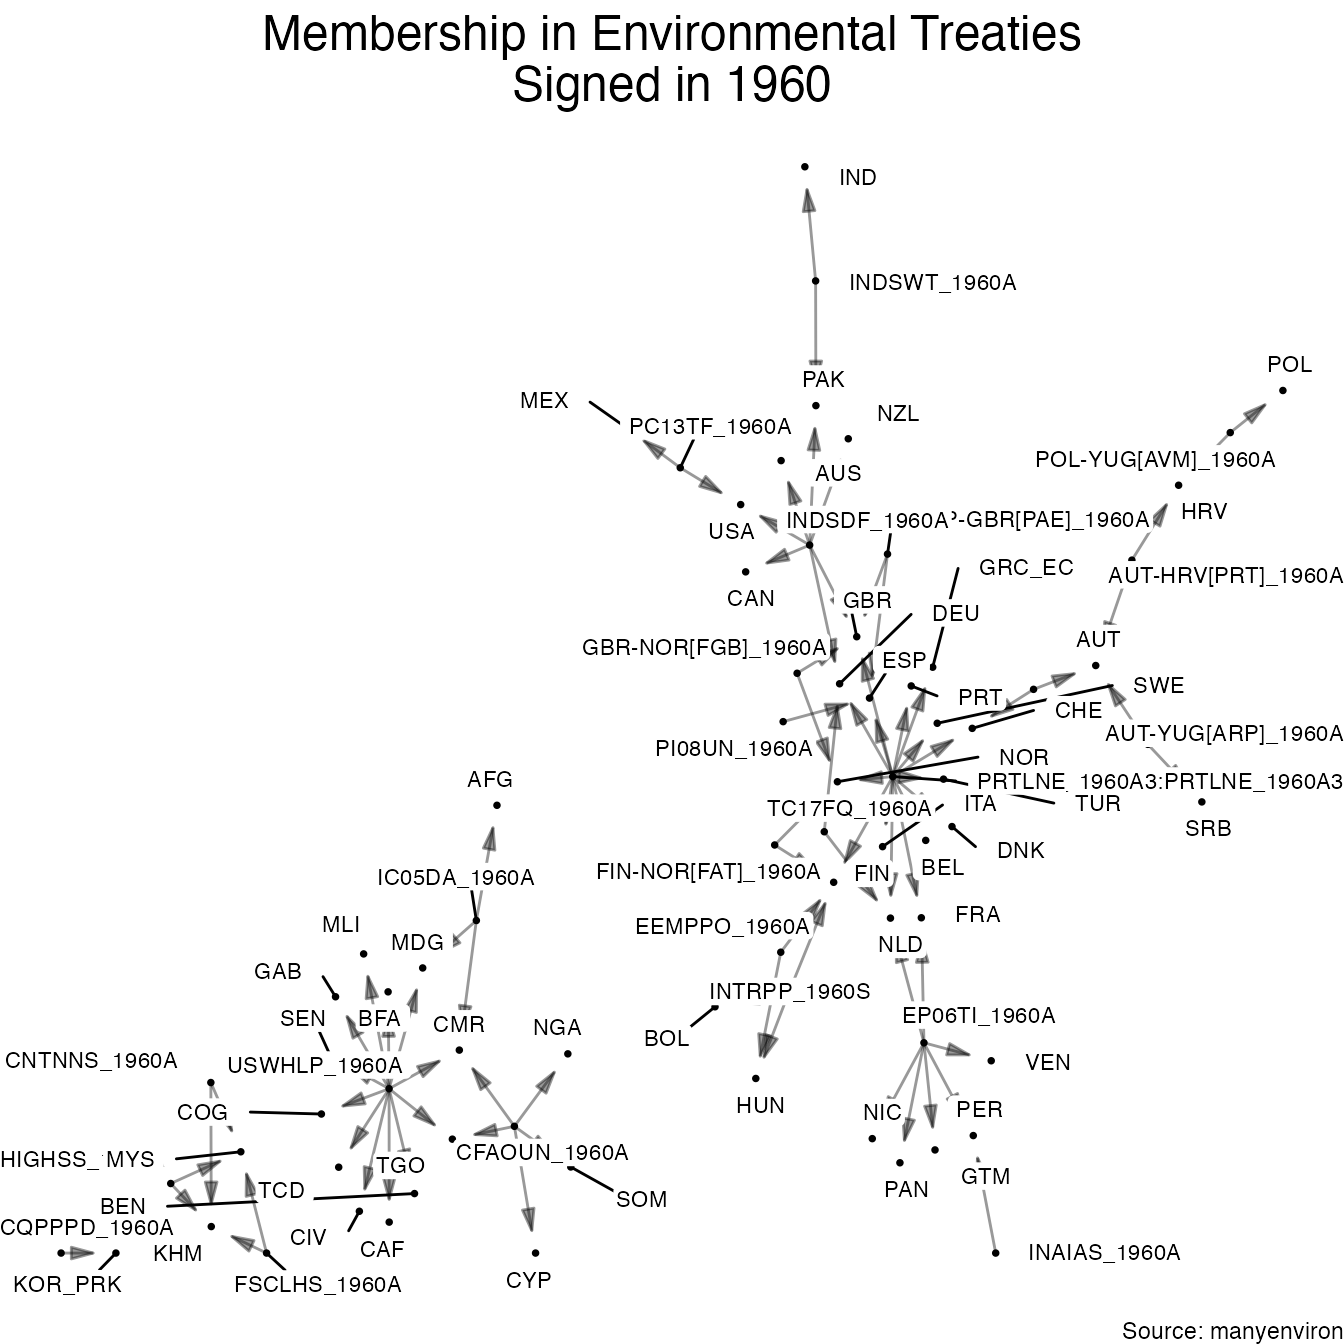 Membership in Environmental Treaties
Signed in 1960
IND
INDSWT_1960A
POL
PAK
MEX
NZL
PC13TF_1960A
POL-YUG[AVM]_1960A
AUS
HRV
USA
INDSDF_1960A
-GBR[PAE]_1960A
GRC_EC
AUT-HRV[PRT]_1960A
CAN
GBR
DEU
AUT
GBR-NOR[FGB]_1960A
ESP
SWE
PRT
CHE
AUT-YUG[ARP]_1960A
PI08UN_1960A
NOR
AFG
PRTLNE_1960A3:PRTLNE_1960A3
TC17FQ_1960A
ITA
TUR
SRB
DNK
FIN-NOR[FAT]_1960A
FIN
BEL
IC05DA_1960A
FRA
MLI
EEMPPO_1960A
MDG
NLD
GAB
INTRPP_1960S
SEN
BFA
CMR
NGA
EP06TI_1960A
BOL
CNTNNS_1960A
USWHLP_1960A
VEN
HUN
COG
NIC
PER
CFAOUN_1960A
HIGHSS_
MYS
TGO
GTM
TCD
PAN
SOM
BEN
CQPPPD_1960A
CIV
CAF
KHM
INAIAS_1960A
KOR_PRK
FSCLHS_1960A
CYP
Source: manyenviron